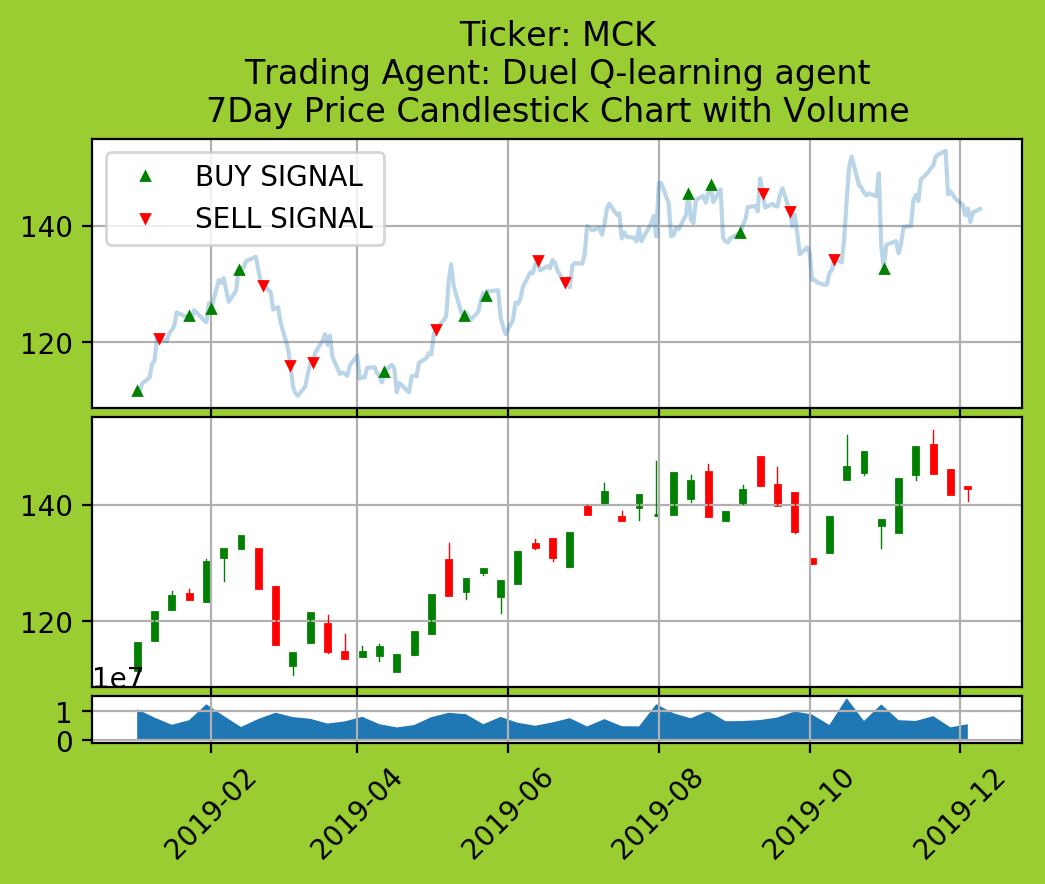 Ticker: MCK
Trading Agent: Duel Q-learning agent
7Day Price Candlestick Chart with Volume
BUY SIGNAL
SELL SIGNAL
140
120
140
120
1e7
1
0
2019-02
2019-04
2019-06
2019-08
2019-10
2019-12